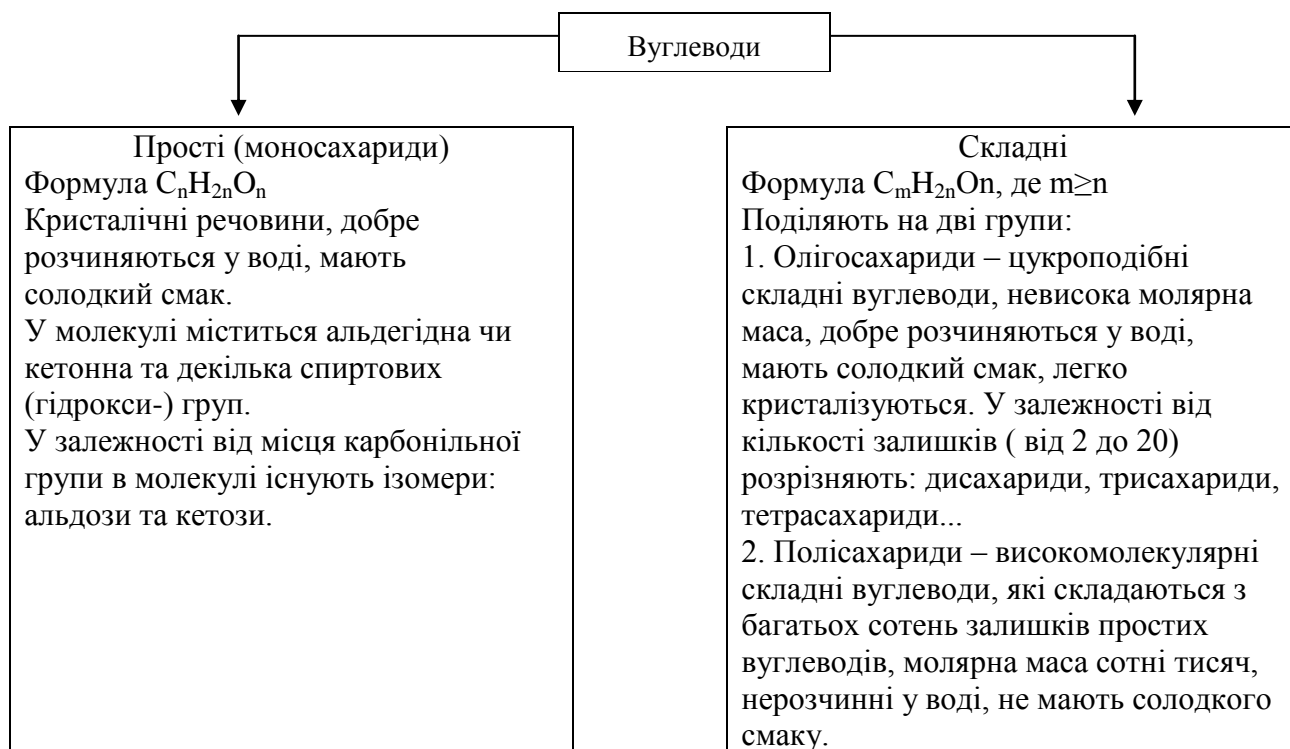 Вуглеводи
Прості (моносахариди)
Формула CₙH₂ₙOₙ
Кристалічні речовини, добре
розчиняються у воді, мають
солодкий смак.
У молекулі міститься альдегідна чи
кетонна та декілька спиртових
(гідрокси-) груп.
У залежності від місця карбонільної
групи в молекулі існують ізомери:
альдози та кетози.
Складні
Формула CₘH₂ₙOn, де m≥n
Поділяють на дві групи:
1. Олігосахариди – цукроподібні
складні вуглеводи, невисока молярна
маса, добре розчиняються у воді,
мають солодкий смак, легко
кристалізуються. У залежності від
кількості залишків ( від 2 до 20)
розрізняють: дисахариди, трисахариди,
тетрасахариди...
2. Полісахариди – високомолекулярні
складні вуглеводи, які складаються з
багатьох сотень залишків простих
вуглеводів, молярна маса сотні тисяч,
нерозчинні у воді, не мають солодкого
смаку.